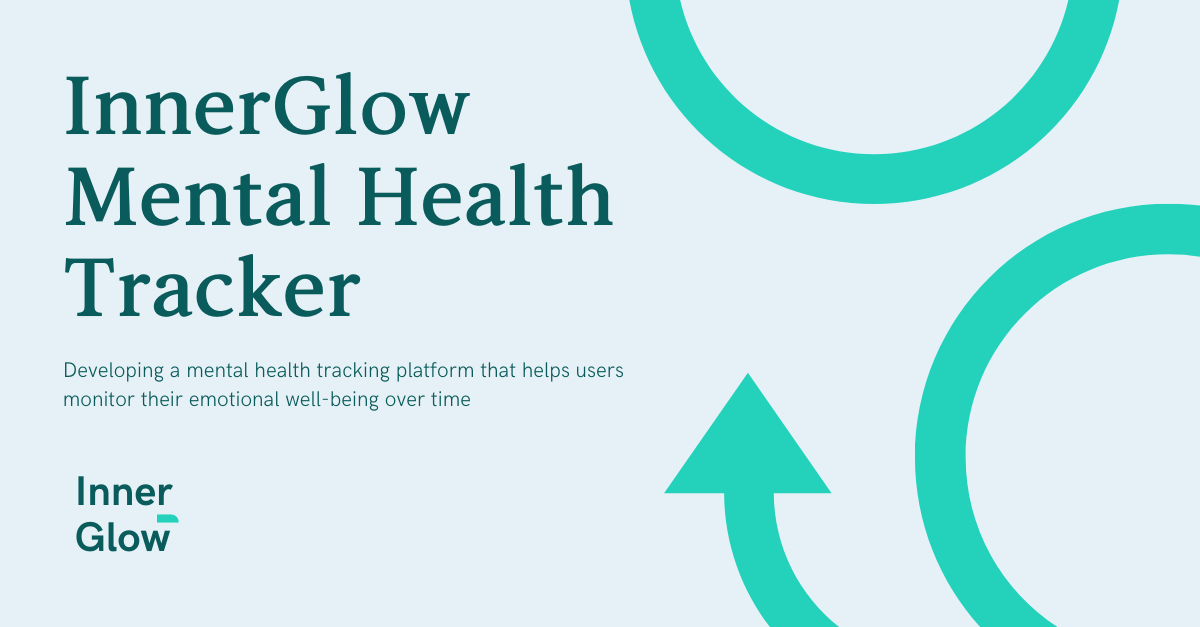 InnerGlow
Mental Health
Tracker
Developing a mental health tracking platform that helps users
monitor their emotional well-being over time
Inner
Glow